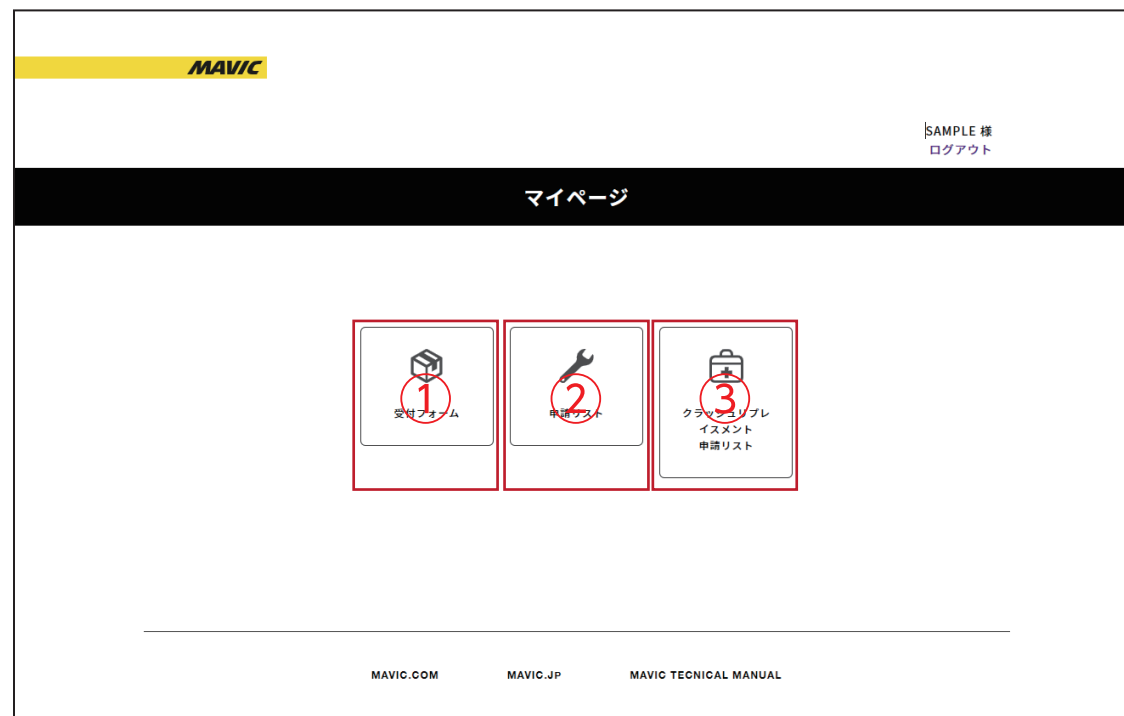 MAVIC
SAMPLE 様
ログアウト
マイページ
①
受付フォーム
②
申請リスト
③
クラッシュリプレ
イスメント
申請リスト
MAVIC.COM
MAVIC.JP
MAVIC TECNICAL MANUAL